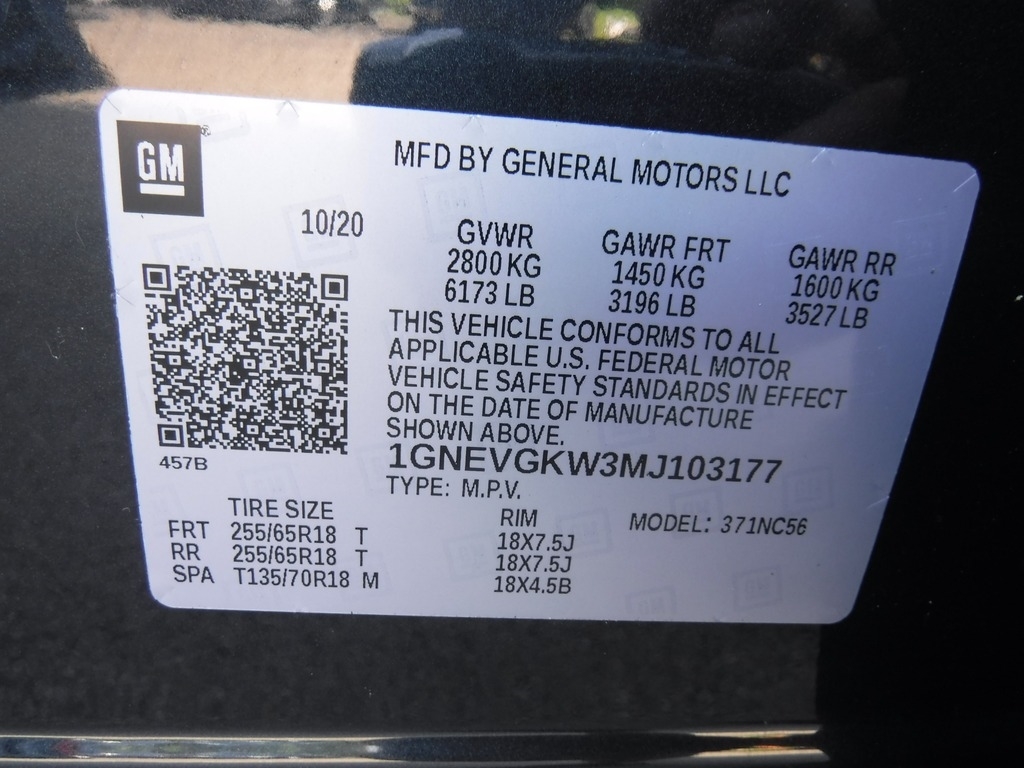 GM
MFD BY GENERAL MOTORS LLC
10/20
GVWR GAWR FRT GAWR RR
2800 KG 1450 KG 1600 KG
6173 LB 3196 LB 3527 LB
THIS VEHICLE CONFORMS TO ALL
APPLICABLE U.S. FEDERAL MOTOR
VEHICLE SAFETY STANDARDS IN EFFECT
ON THE DATE OF MANUFACTURE
SHOWN ABOVE.
457B
1GNEVGKW3MJ103177
TYPE: M.P.V.
TIRE SIZE RIM MODEL: 371NC56
FRT 255/65R18 T 18X7.5J
RR 255/65R18 T 18X7.5J
SPA T135/70R18 M 18X4.5B